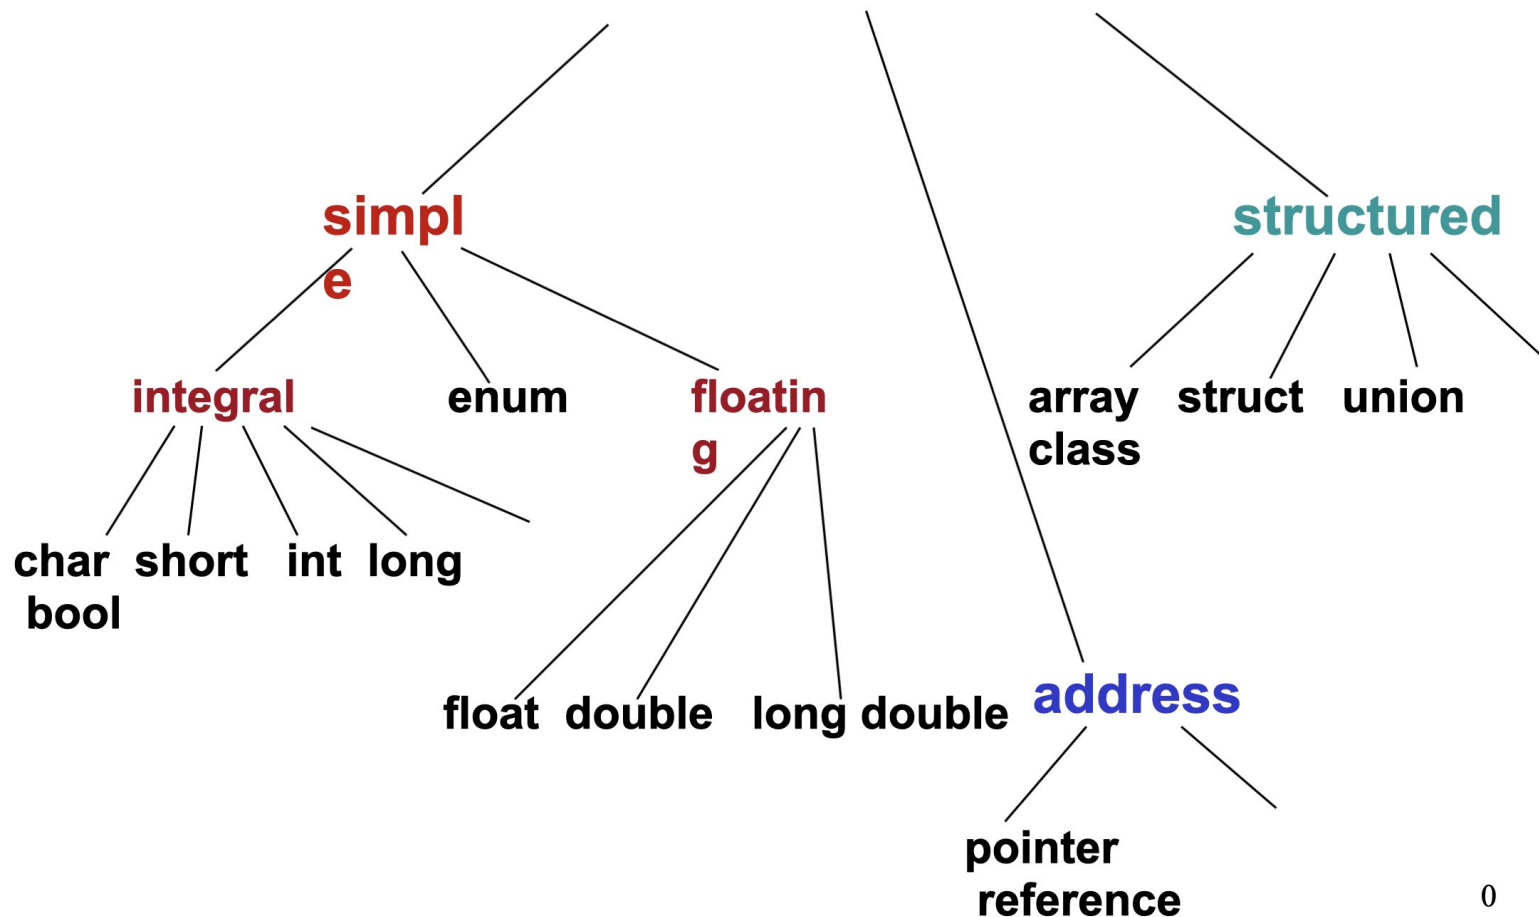 simpl
e
structured
integral
enum
floatin
g
array struct union
class
char short int long
bool
float double long double
address
pointer
reference
0